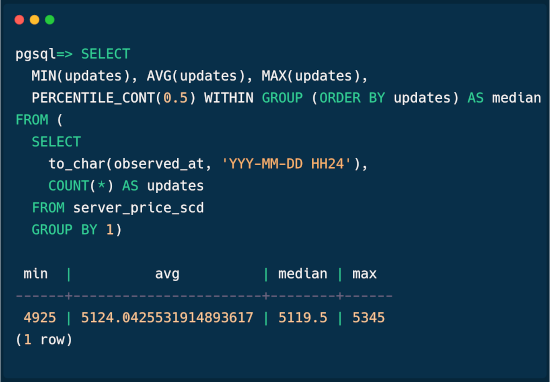 pgsql=> SELECT
MIN(updates), AVG(updates), MAX(updates),
PERCENTILE_CONT(0.5) WITHIN GROUP (ORDER BY updates) AS median
FROM (
SELECT
to_char(observed_at, 'YYY-MM-DD HH24'),
COUNT(*) AS updates
FROM server_price_scd
GROUP BY 1)
min | avg | median | max
------+----------------------+--------+------
4925 | 5124.0425531914893617 | 5119.5 | 5345
(1 row)